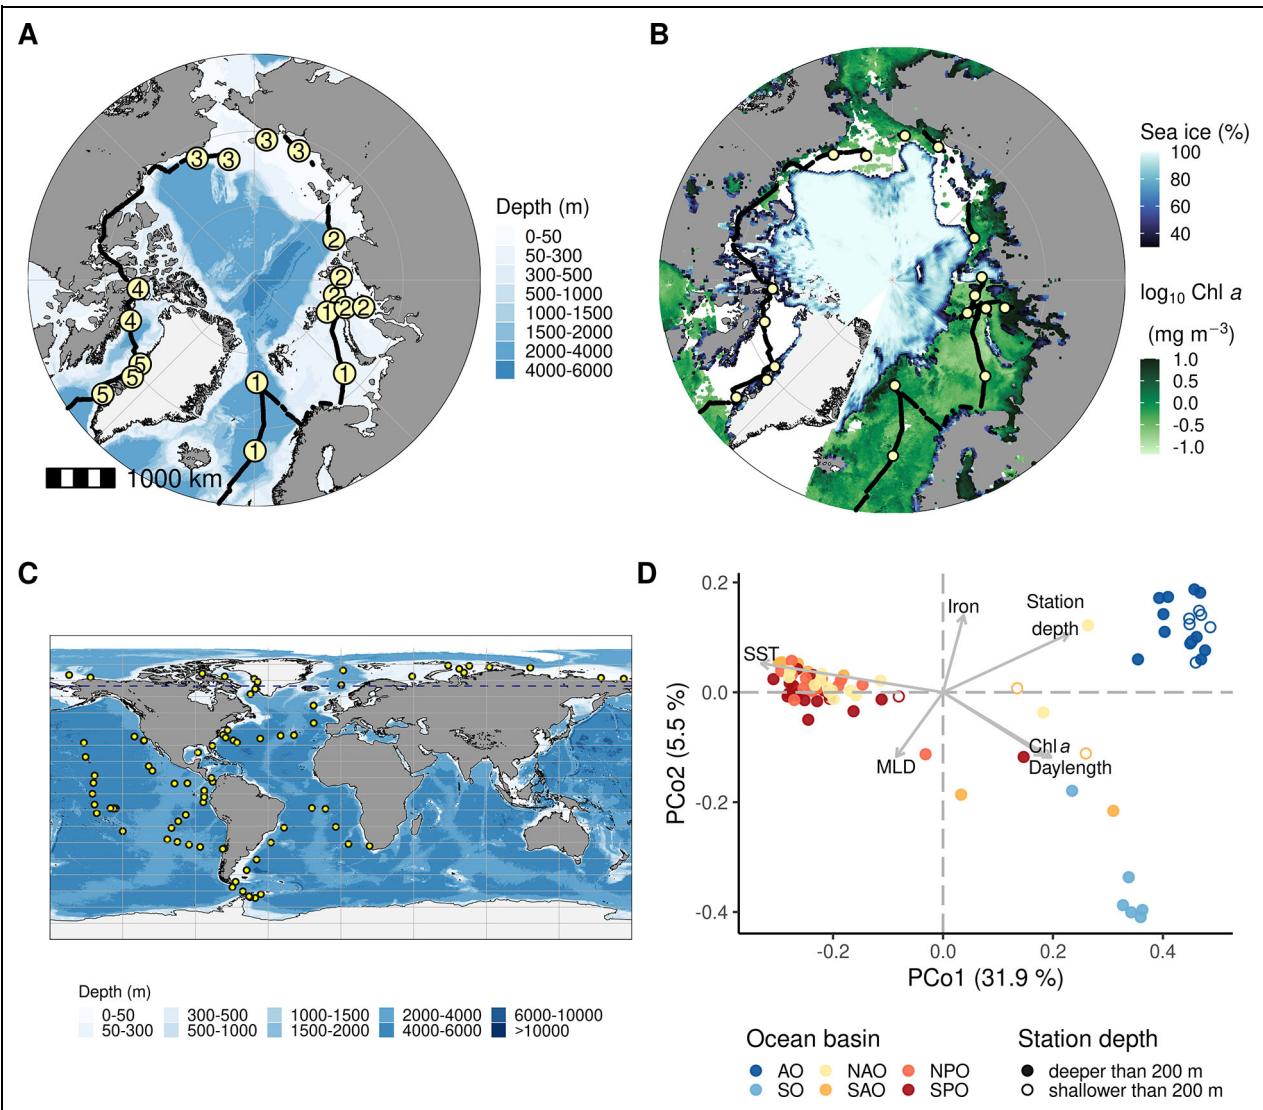 A
B
3
3
3
3
2
2
2
2
2
1
4
4
1
5
5
5
1
1
1000 km
Depth (m)
0-50
50-300
300-500
500-1000
1000-1500
1500-2000
2000-4000
4000-6000
Sea ice (%)
100
80
60
40
log10 Chl a
(mg m−3)
1.0
0.5
0.0
-0.5
-1.0
C
Depth (m)
0-50
300-500
1000-1500
2000-4000
6000-10000
50-300
500-1000
1500-2000
4000-6000
>10000
D
0.2
0.0
-0.2
-0.4
PCo2 (5.5 %)
Iron
Station
depth
SST
MLD
Chl a
Daylength
-0.2
0.0
0.2
0.4
PCo1 (31.9 %)
Ocean basin
AO
NAO
NPO
SO
SAO
SPO
Station depth
deeper than 200 m
shallower than 200 m